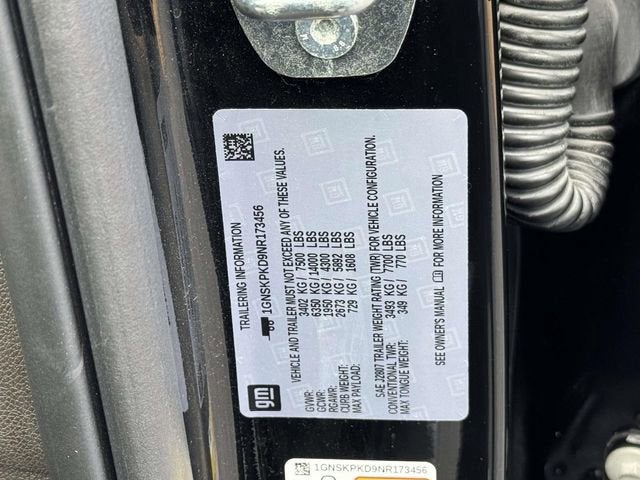 TRAILERING INFORMATION
1GNSKPKD9NR173456
VEHICLE AND TRAILER MUST NOT EXCEED ANY OF THESE VALUES.
GVWR: 3402 KG / 7500 LBS
GCWR: 6350 KG / 14000 LBS
RGAWR: 1950 KG / 4300 LBS
CURB WEIGHT: 2673 KG / 5892 LBS
MAX PAYLOAD: 729 KG / 1608 LBS
SAE J2807 TRAILER WEIGHT RATING (TWR) FOR VEHICLE CONFIGURATION.
CONVENTIONAL TWR: 3493 KG / 7700 LBS
MAX TONGUE WEIGHT: 349 KG / 770 LBS
SEE OWNER'S MANUAL FOR MORE INFORMATION
gm
1GNSKPKD9NR173456